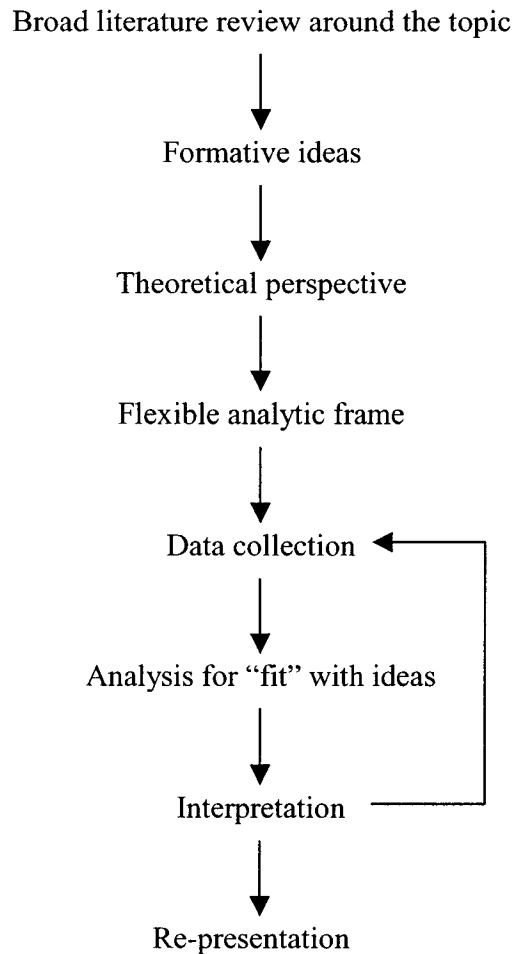 Broad literature review around the topic
Formative ideas
Theoretical perspective
Flexible analytic frame
Data collection
Analysis for “fit” with ideas
Interpretation
Re-presentation